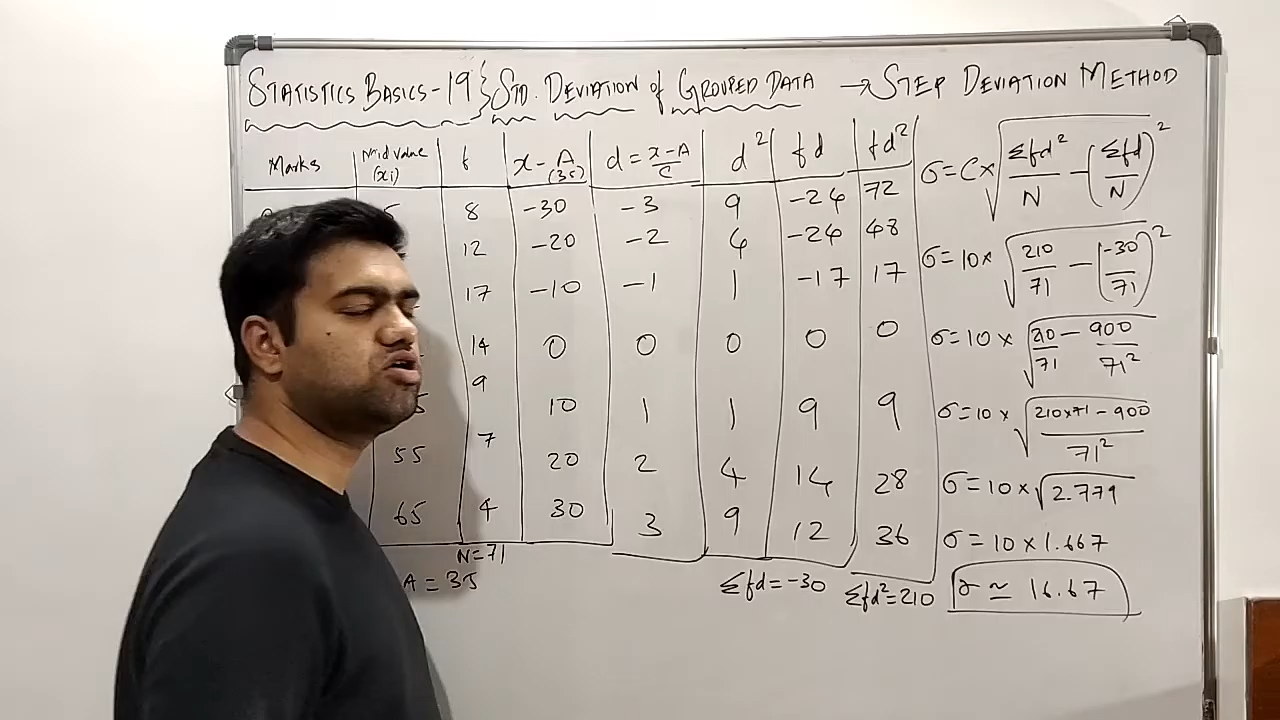 STATISTICS BASICS-19 } STD. DEVIATION of GROUPED DATA → STEP DEVIATION METHOD
Marks Mid Value (xi) f x-A (35) d = x-A/C d² fd fd²
8 -30 -3 9 -24 72
12 -20 -2 4 -24 48
17 -10 -1 1 -17 17
14 0 0 0 0 0
9 10 1 1 9 9
55 7 20 2 4 14 28
65 4 30 3 9 12 36
N=71
A = 35
Σfd=-30 Σfd²=210
σ=C×√(Σfd²/N -(Σfd/N)²)
σ=10×√(210/71 -(-30/71)²)
σ=10×√(210/71 - 900/71²)
σ=10×√((210×71-900)/71²)
σ=10×√2.779
σ=10×1.667
σ ≃ 16.67